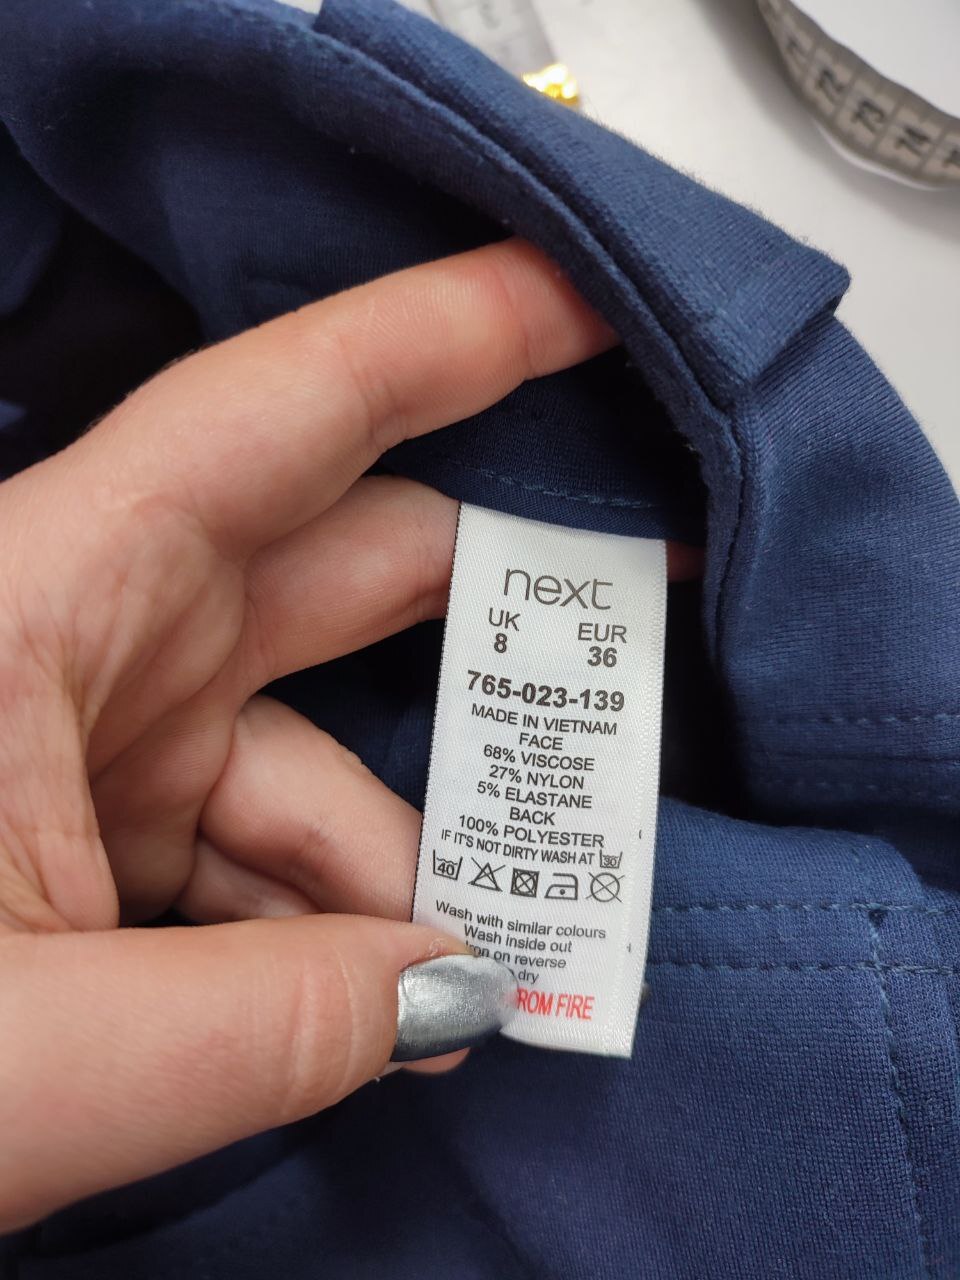 next
UK EUR
8 36
765-023-139
MADE IN VIETNAM
FACE
68% VISCOSE
27% NYLON
5% ELASTANE
BACK
100% POLYESTER
IF IT'S NOT DIRTY WASH AT 30
40
Wash with similar colours
Wash inside out
Iron on reverse
dry
FROM FIRE